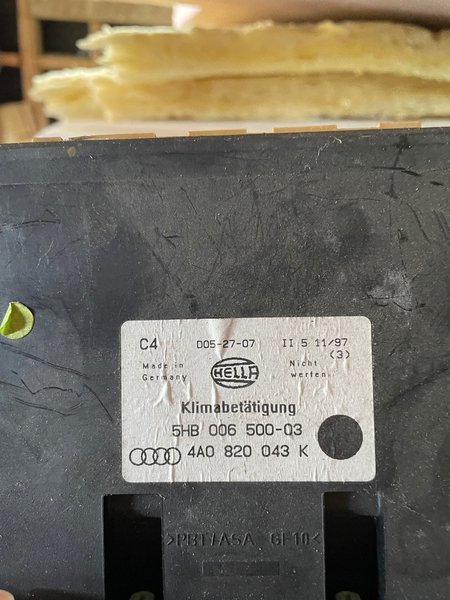 C4 D05-27-07 II 5 11/97
(3)
Made in Germany
HELLA
Nicht werfen
Klimabetätigung
5HB 006 500-03
4A0 820 043 K
>PBT/ASA GF10<